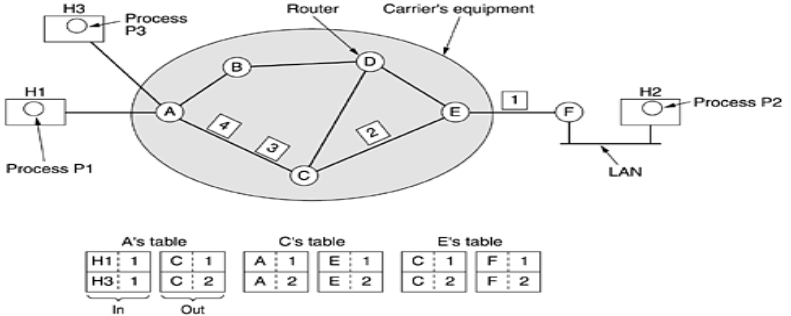 H3
Process
P3
Router
Carrier's equipment
B
D
H1
A
4
3
2
E
1
F
H2
Process P2
Process P1
C
LAN
A's table
C's table
E's table
H1 1 C 1 A 1 E 1 C 1 F 1
H3 1 C 2 A 2 E 2 C 2 F 2
In
Out